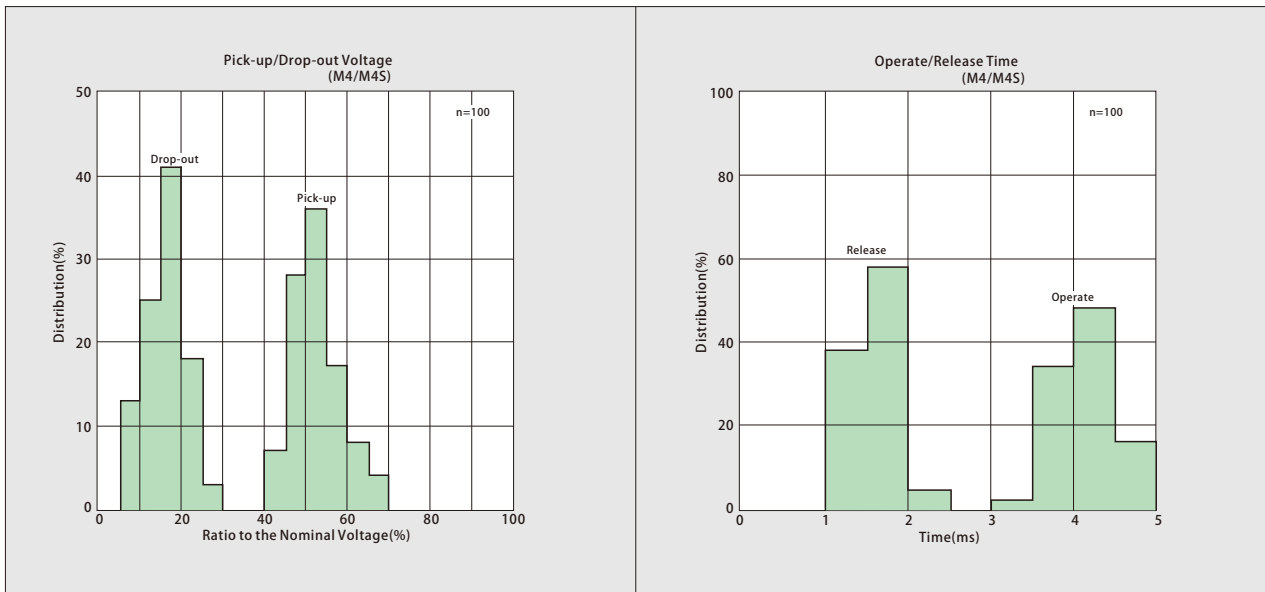 Pick-up/Drop-out Voltage
(M4/M4S)
50
n=100
Drop-out
40
Pick-up
30
Distribution(%)
20
10
0
0 20 40 60 80 100
Ratio to the Nominal Voltage(%)
Operate/Release Time
(M4/M4S)
100
n=100
80
60
Release
Operate
Distribution(%)
40
20
0
0 1 2 3 4 5
Time(ms)